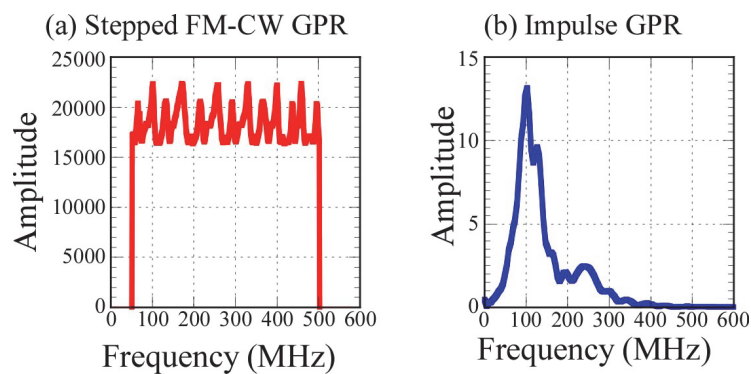 (a) Stepped FM-CW GPR
25000
20000
15000
10000
5000
0
Amplitude
0 100 200 300 400 500 600
Frequency (MHz)
(b) Impulse GPR
15
10
5
0
Amplitude
0 100 200 300 400 500 600
Frequency (MHz)